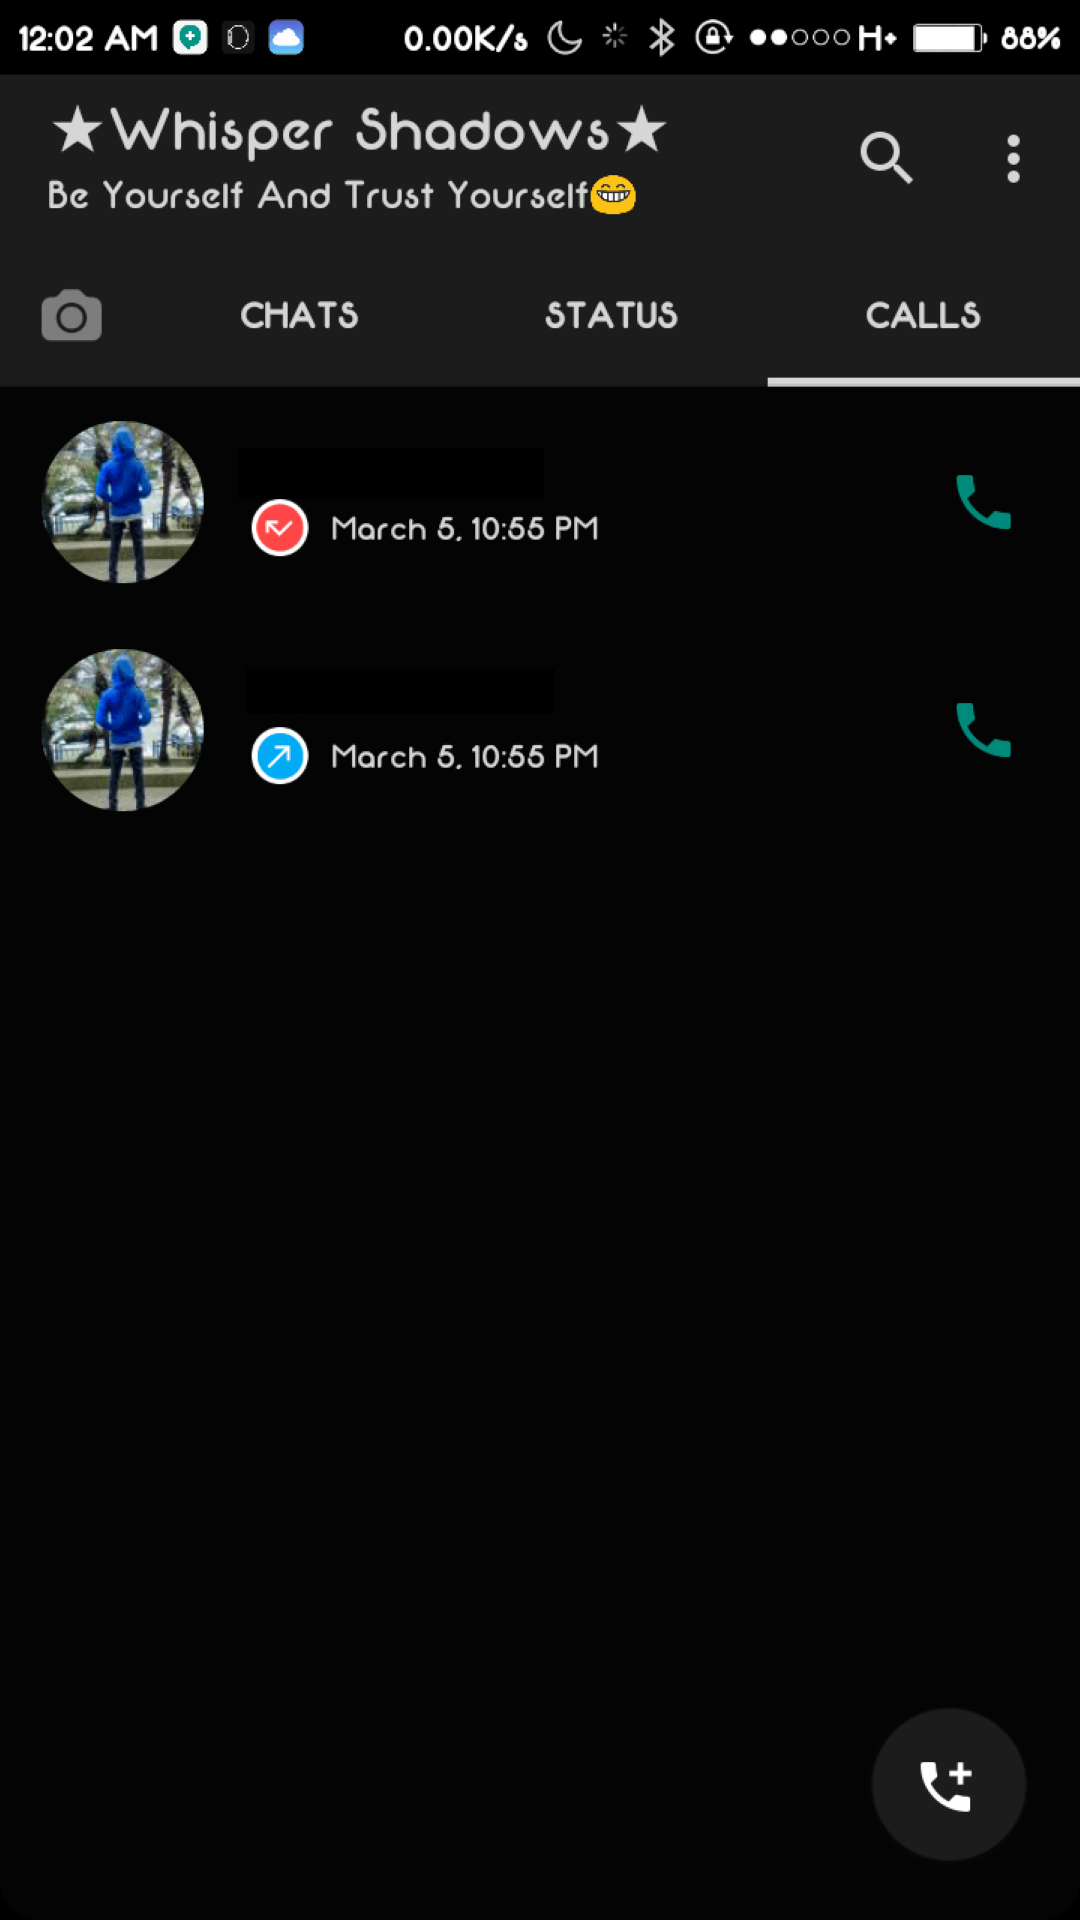 12:02 AM 0.00K/s H+ 88%
★Whisper Shadows★
Be Yourself And Trust Yourself😁
CHATS STATUS CALLS
March 5, 10:55 PM
March 5, 10:55 PM